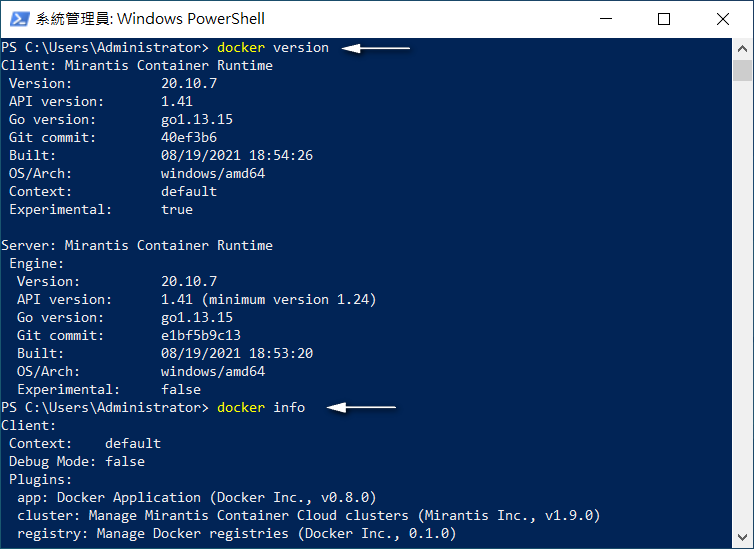 系統管理員: Windows PowerShell
PS C:\Users\Administrator> docker version
Client: Mirantis Container Runtime
 Version:           20.10.7
 API version:       1.41
 Go version:        go1.13.15
 Git commit:        40ef3b6
 Built:             08/19/2021 18:54:26
 OS/Arch:           windows/amd64
 Context:           default
 Experimental:      true

Server: Mirantis Container Runtime
 Engine:
  Version:          20.10.7
  API version:      1.41 (minimum version 1.24)
  Go version:       go1.13.15
  Git commit:       e1bf5b9c13
  Built:            08/19/2021 18:53:20
  OS/Arch:          windows/amd64
  Experimental:     false
PS C:\Users\Administrator> docker info
Client:
 Context:    default
 Debug Mode: false
 Plugins:
  app: Docker Application (Docker Inc., v0.8.0)
  cluster: Manage Mirantis Container Cloud clusters (Mirantis Inc., v1.9.0)
  registry: Manage Docker registries (Docker Inc., 0.1.0)